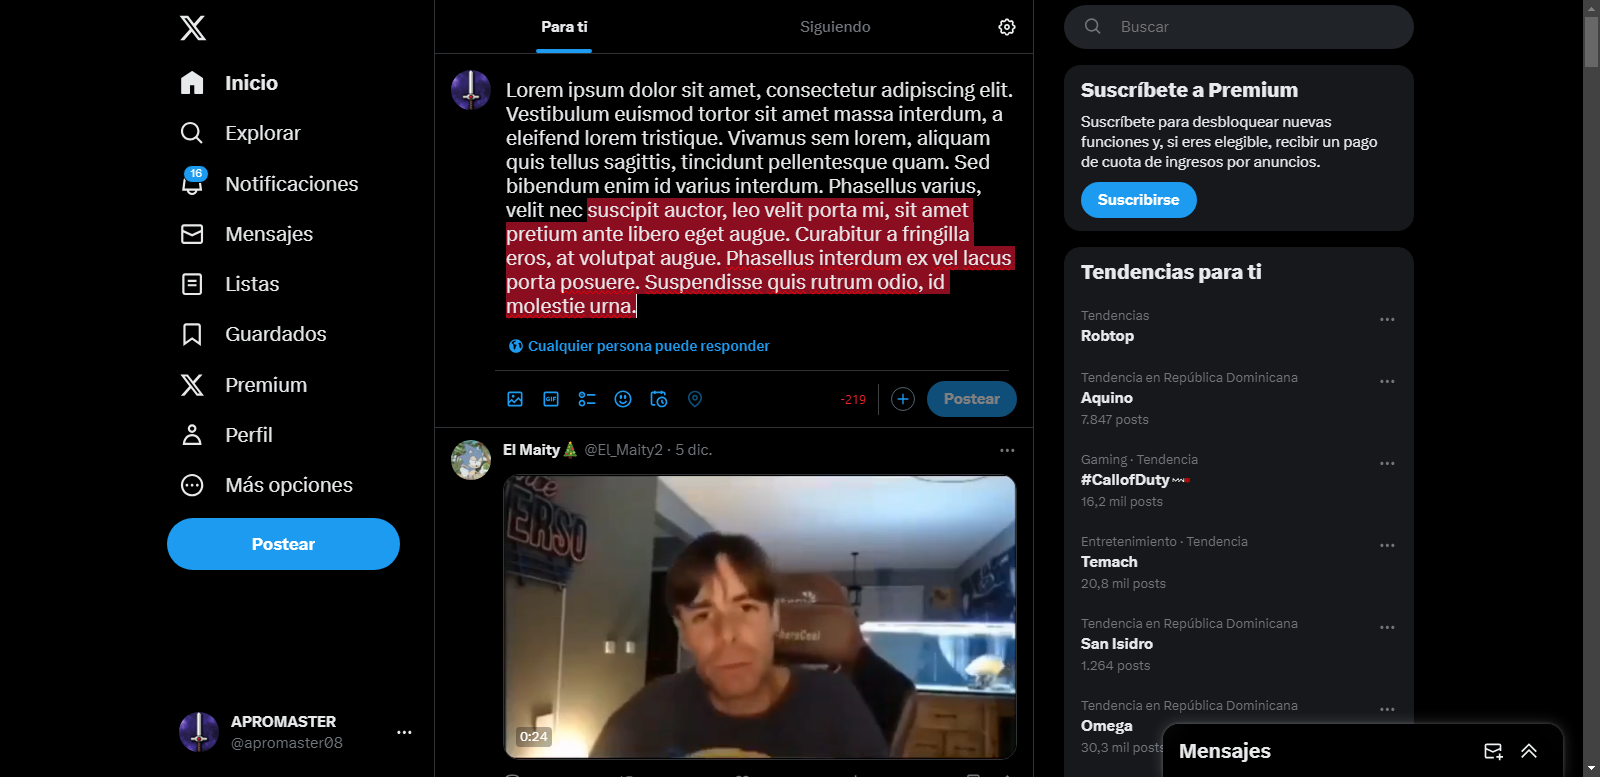 Inicio
Explorar
16
Notificaciones
Mensajes
Listas
Guardados
Premium
Perfil
Más opciones
Postear
APROMASTER
@apromaster08
Para ti
Siguiendo
Lorem ipsum dolor sit amet, consectetur adipiscing elit.
Vestibulum euismod tortor sit amet massa interdum, a
eleifend lorem tristique. Vivamus sem lorem, aliquam
quis tellus sagittis, tincidunt pellentesque quam. Sed
bibendum enim id varius interdum. Phasellus varius,
velit nec suscipit auctor, leo velit porta mi, sit amet
pretium ante libero eget augue. Curabitur a fringilla
eros, at volutpat augue. Phasellus interdum ex vel lacus
porta posuere. Suspendisse quis rutrum odio, id
molestie urna.
Cualquier persona puede responder
GIF
-219
Postear
El Maity🎄 @El_Maity2 · 5 dic.
ERSO
0:24
Buscar
Suscríbete a Premium
Suscríbete para desbloquear nuevas
funciones y, si eres elegible, recibir un pago
de cuota de ingresos por anuncios.
Suscribirse
Tendencias para ti
Tendencias
Robtop
Tendencia en República Dominicana
Aquino
7.847 posts
Gaming · Tendencia
#CallofDuty
16,2 mil posts
Entretenimiento · Tendencia
Temach
20,8 mil posts
Tendencia en República Dominicana
San Isidro
1.264 posts
Tendencia en República Dominicana
Omega
30,3 mil posts
Mensajes